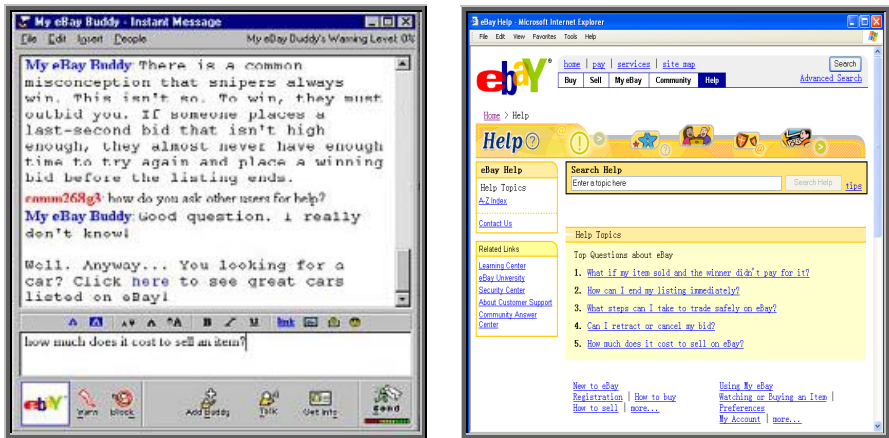 My eBay Buddy - Instant Message
File Edit Insert People My eBay Buddy's Warning Level: 0%
My eBay Buddy: There is a common
misconception that snipers always
win. This isn't so. To win, they must
outbid you. If someone places a
last-second bid that isn't high
enough, they almost never have enough
time to try again and place a winning
bid before the listing ends.
comm268g3: how do you ask other users for help?
My eBay Buddy: Good question. I really
don't know!
Well. Anyway... You looking for a
car? Click here to see great cars
listed on eBay!
A A A A A B I U link
how much does it cost to sell an item?
ebY Warn Block Add Buddy Talk Get Info Send
eBay Help - Microsoft Internet Explorer
File Edit View Favorites Tools Help
ebaY®
home | pay | services | site map Search
Buy Sell My eBay Community Help Advanced Search
Home > Help
Help ?
eBay Help
Help Topics
A-Z Index
Contact Us
Related Links
Learning Center
eBay University
Security Center
About Customer Support
Community Answer
Center
Search Help
Enter a topic here Search Help tips
Help Topics
Top Questions about eBay
1. What if my item sold and the winner didn't pay for it?
2. How can I end my listing immediately?
3. What steps can I take to trade safely on eBay?
4. Can I retract or cancel my bid?
5. How much does it cost to sell on eBay?
New to eBay
Registration | How to buy
How to sell | more...
Using My eBay
Watching or Buying an Item |
Preferences
My Account | more...